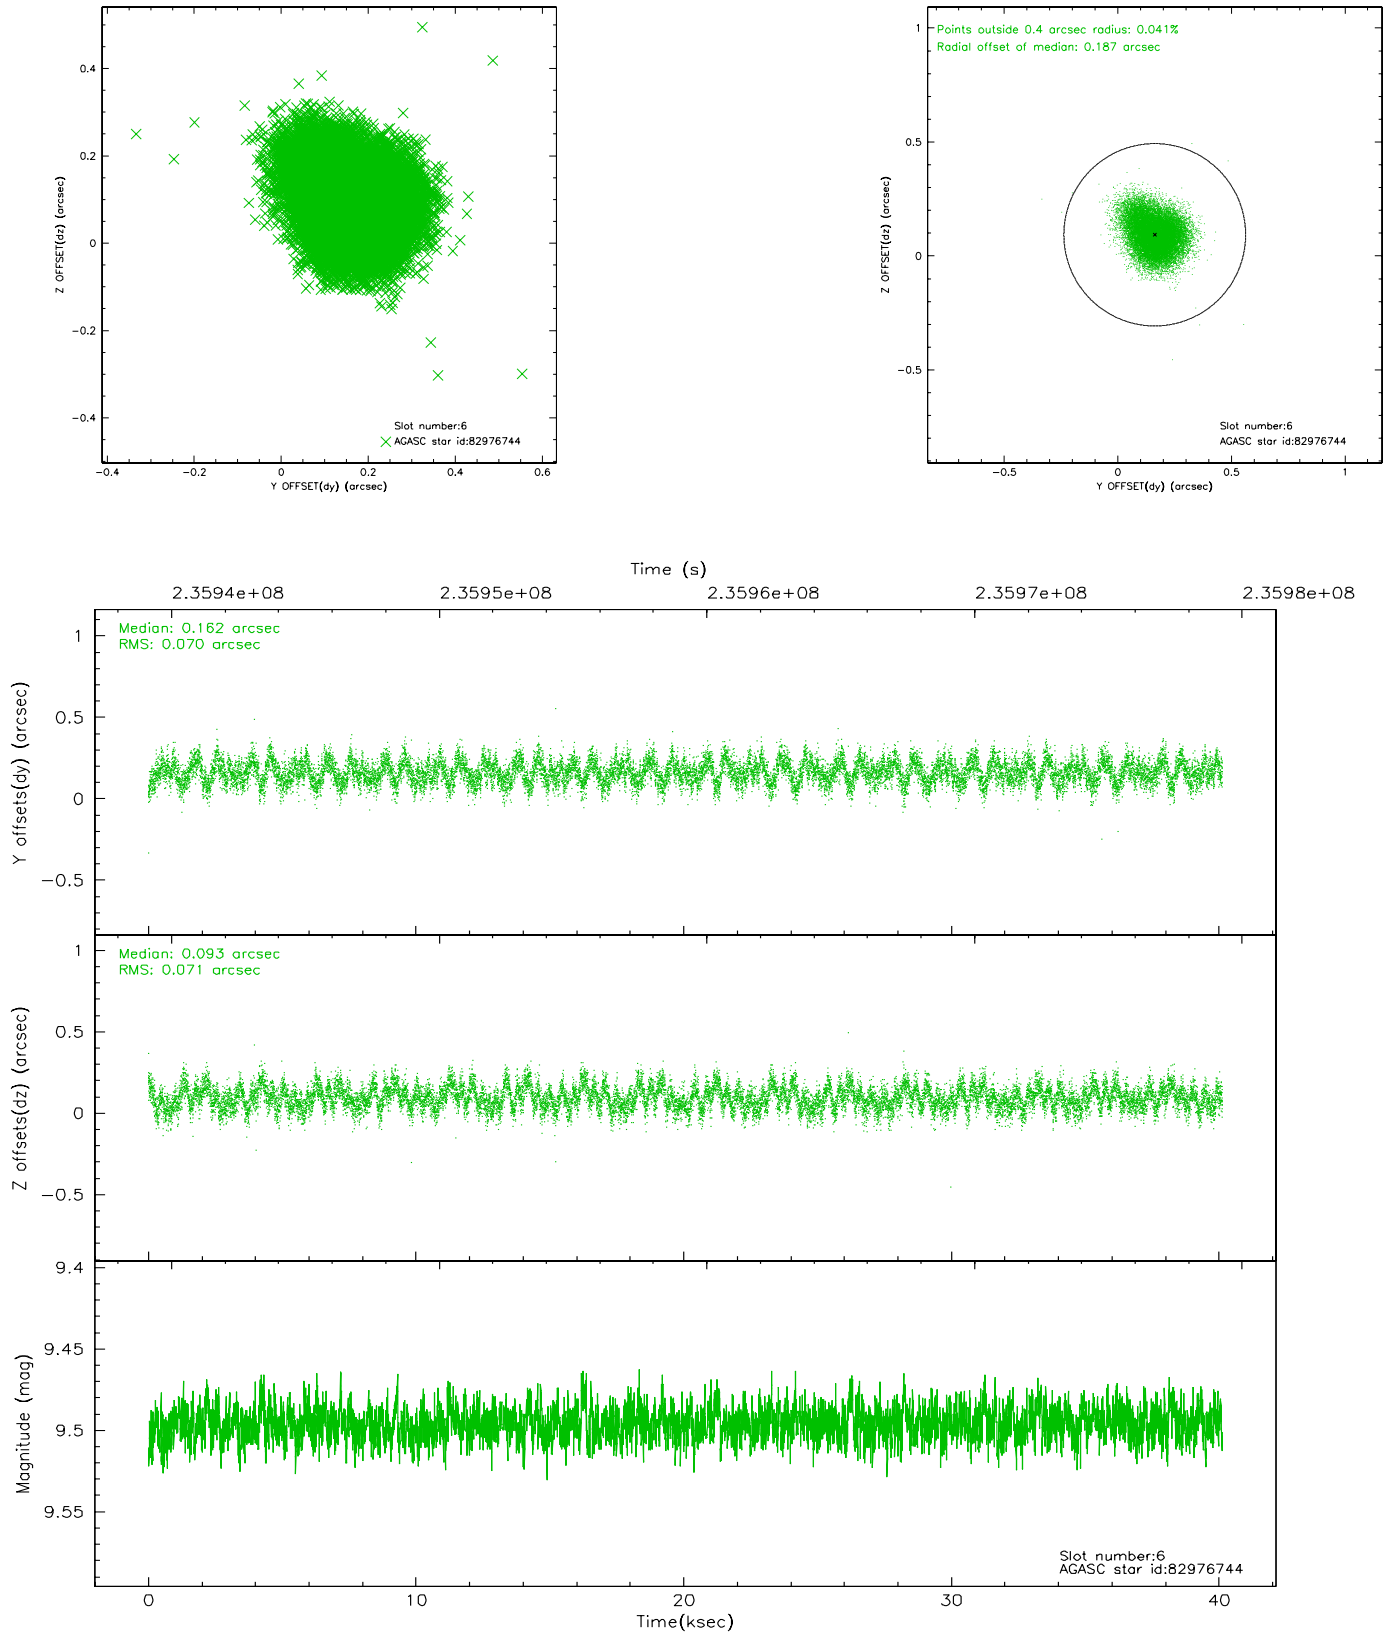 0.4
0.2
0
−0.2
−0.4
Z OFFSET(dz) (arcsec)
−0.4
−0.2
0
0.2
0.4
0.6
Y OFFSET(dy) (arcsec)
Slot number:6
AGASC star id:82976744
Points outside 0.4 arcsec radius: 0.041%
Radial offset of median: 0.187 arcsec
1
0.5
0
−0.5
Z OFFSET(dz) (arcsec)
−0.5
0
0.5
1
Y OFFSET(dy) (arcsec)
Slot number:6
AGASC star id:82976744
Time (s)
2.3594e+08
2.3595e+08
2.3596e+08
2.3597e+08
2.3598e+08
Median: 0.162 arcsec
RMS: 0.070 arcsec
1
0.5
0
−0.5
Y offsets(dy) (arcsec)
Median: 0.093 arcsec
RMS: 0.071 arcsec
1
0.5
0
−0.5
Z offsets(dz) (arcsec)
9.4
9.45
9.5
9.55
Magnitude (mag)
Slot number:6
AGASC star id:82976744
0
10
20
30
40
Time(ksec)